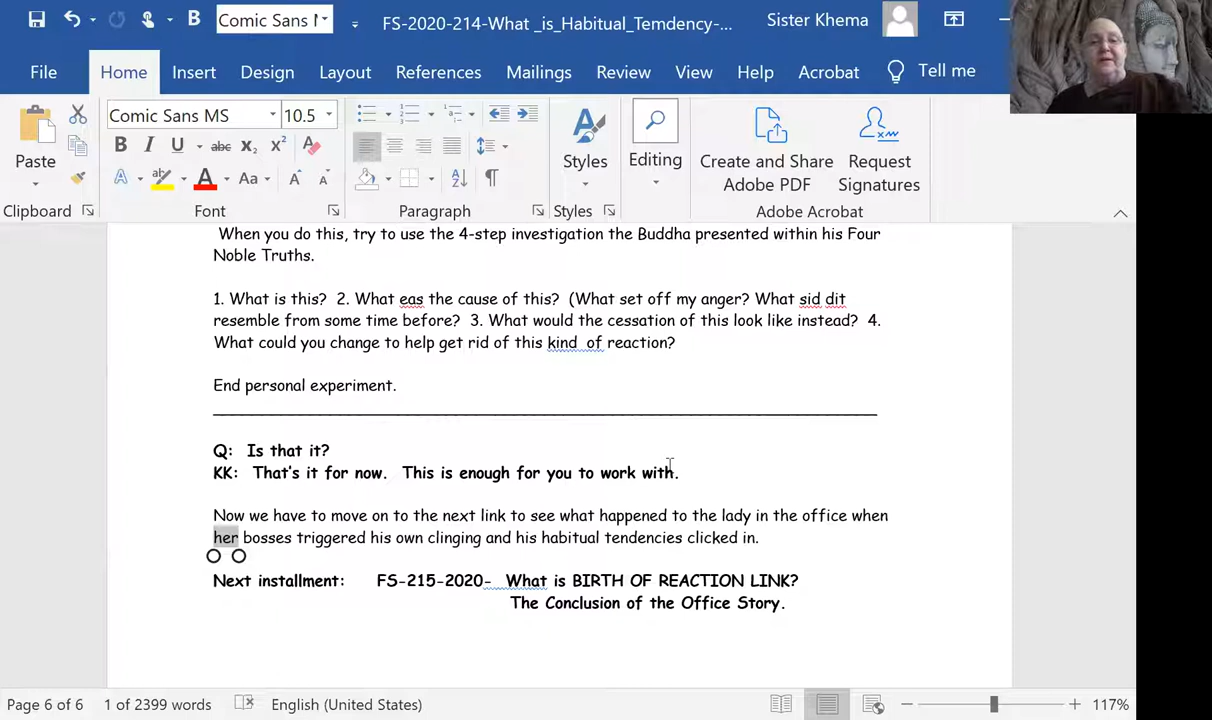 Comic Sans M
FS-2020-214-What _is_Habitual_Temdency-...
Sister Khema
File Home Insert Design Layout References Mailings Review View Help Acrobat Tell me
Comic Sans MS 10.5
Paste
B I U abc X₂ X²
A ab A Aa A A
Styles
Editing
Create and Share Adobe PDF
Request Signatures
Clipboard Font Paragraph Styles Adobe Acrobat
When you do this, try to use the 4-step investigation the Buddha presented within his Four
Noble Truths.
1. What is this? 2. What eas the cause of this? (What set off my anger? What sid dit
resemble from some time before? 3. What would the cessation of this look like instead? 4.
What could you change to help get rid of this kind of reaction?
End personal experiment.
Q: Is that it?
KK: That's it for now. This is enough for you to work with.
Now we have to move on to the next link to see what happened to the lady in the office when
her bosses triggered his own clinging and his habitual tendencies clicked in.
Next installment: FS-215-2020- What is BIRTH OF REACTION LINK?
The Conclusion of the Office Story.
Page 6 of 6 1 of 2399 words English (United States) 117%